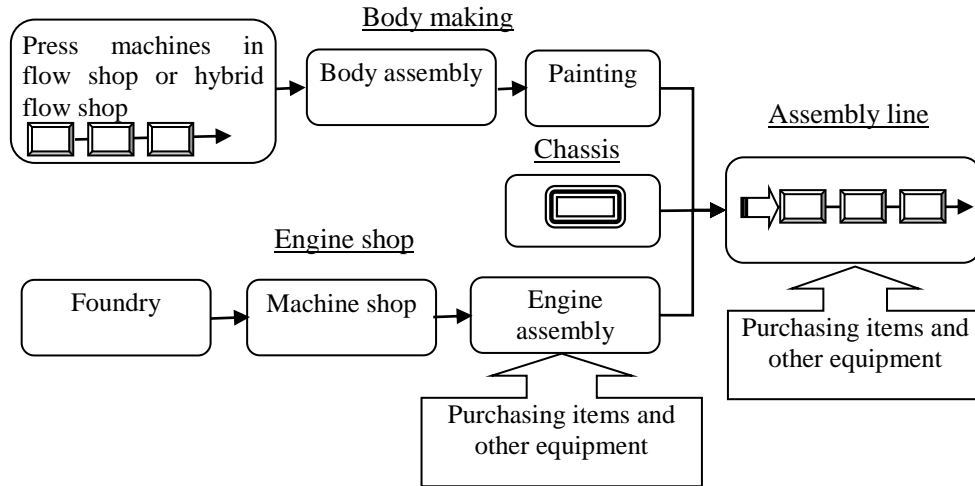 Body making
Press machines in
flow shop or hybrid
flow shop
Body assembly
Painting
Chassis
Assembly line
Engine shop
Foundry
Machine shop
Engine
assembly
Purchasing items and
other equipment
Purchasing items and
other equipment